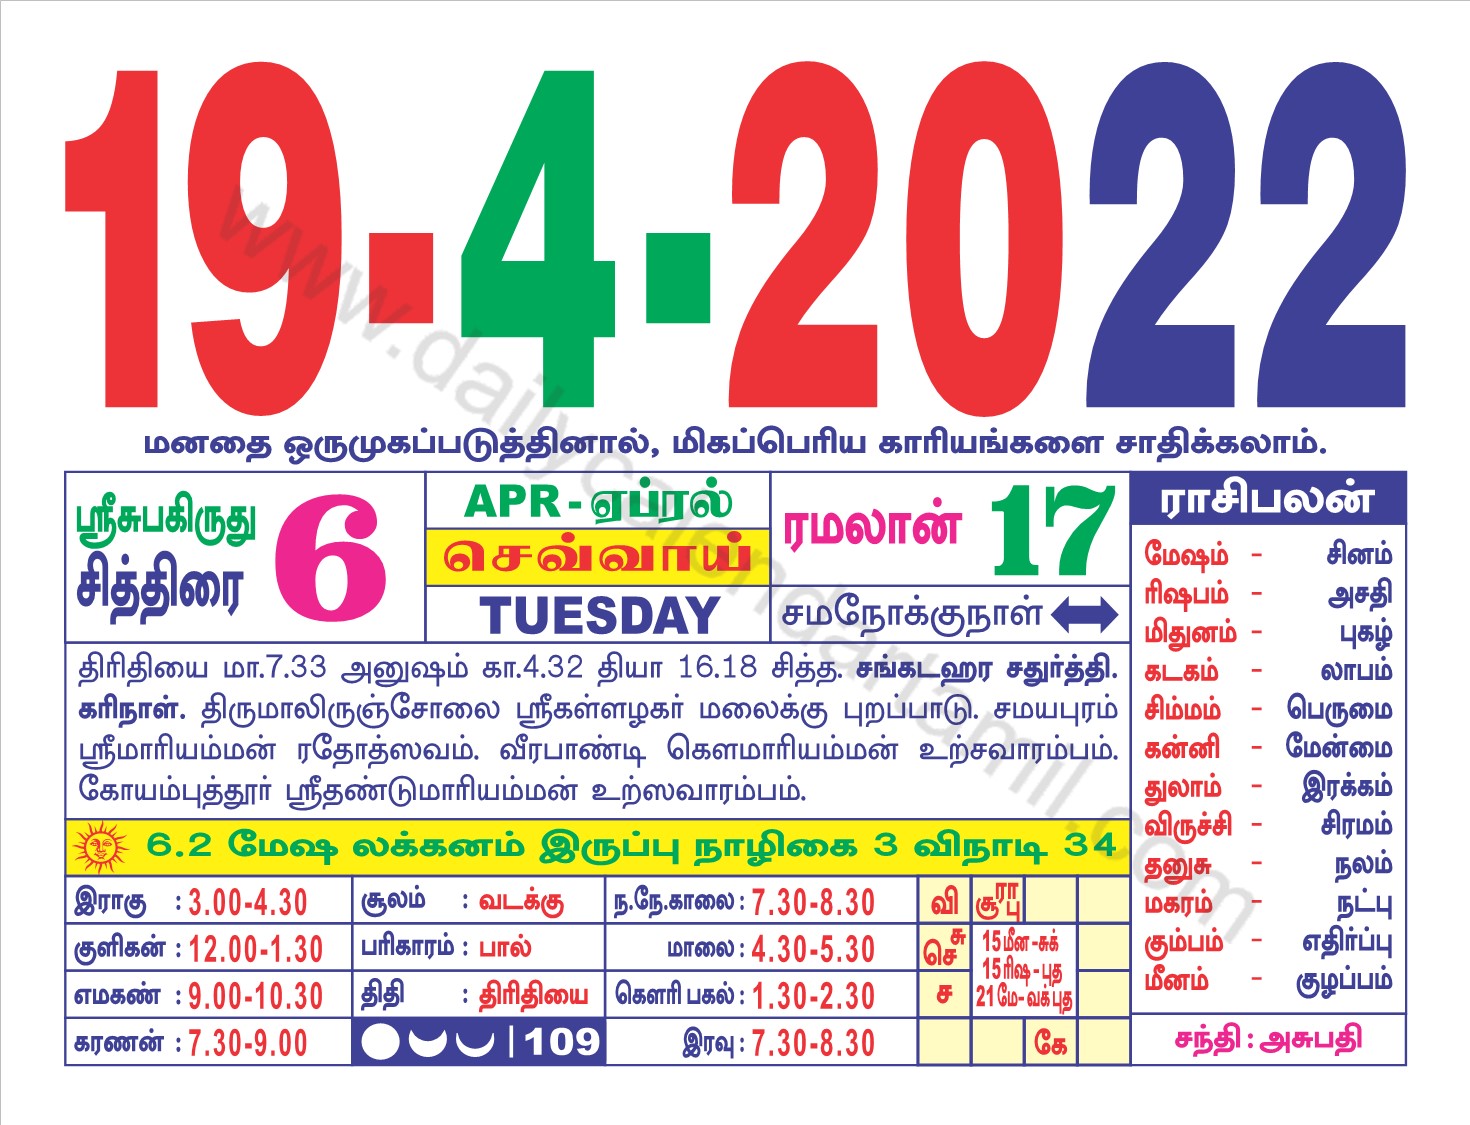 19-4-2022
மனதை ஒருமுகப்படுத்தினால், மிகப்பெரிய காரியங்களை சாதிக்கலாம்.
ஸ்ரீசுபகிருது
சித்திரை
6
APR - ஏப்ரல்
செவ்வாய்
TUESDAY
ரமலான் 17
சமநோக்குநாள்
திரிதியை மா.7.33 அனுஷம் கா.4.32 தியா 16.18 சித்த. சங்கடஹர சதுர்த்தி.
கரிநாள். திருமாலிருஞ்சோலை ஸ்ரீகள்ளழகர் மலைக்கு புறப்பாடு. சமயபுரம்
ஸ்ரீமாரியம்மன் ரதோத்ஸவம். வீரபாண்டி கௌமாரியம்மன் உற்சவாரம்பம்.
கோயம்புத்தூர் ஸ்ரீதண்டுமாரியம்மன் உற்ஸவாரம்பம்.
6.2 மேஷ லக்கனம் இருப்பு நாழிகை 3 விநாடி 34
இராகு : 3.00-4.30
குளிகன் : 12.00-1.30
எமகண் : 9.00-10.30
கரணன் : 7.30-9.00
சூலம் : வடக்கு
பரிகாரம் : பால்
திதி : திரிதியை
| 109
ந.நே.காலை : 7.30-8.30
மாலை : 4.30-5.30
கௌரி பகல் : 1.30-2.30
இரவு : 7.30-8.30
வி சூ ரா பு
செ சு
ச
15 மீன - சுக்
15 ரிஷ - புத
21 மே - வக் புத
கே
ராசிபலன்
மேஷம் - சினம்
ரிஷபம் - அசதி
மிதுனம் - புகழ்
கடகம் - லாபம்
சிம்மம் - பெருமை
கன்னி - மேன்மை
துலாம் - இரக்கம்
விருச்சி - சிரமம்
தனுசு - நலம்
மகரம் - நட்பு
கும்பம் - எதிர்ப்பு
மீனம் - குழப்பம்
சந்தி : அசுபதி
www.dailycalendartamil.com